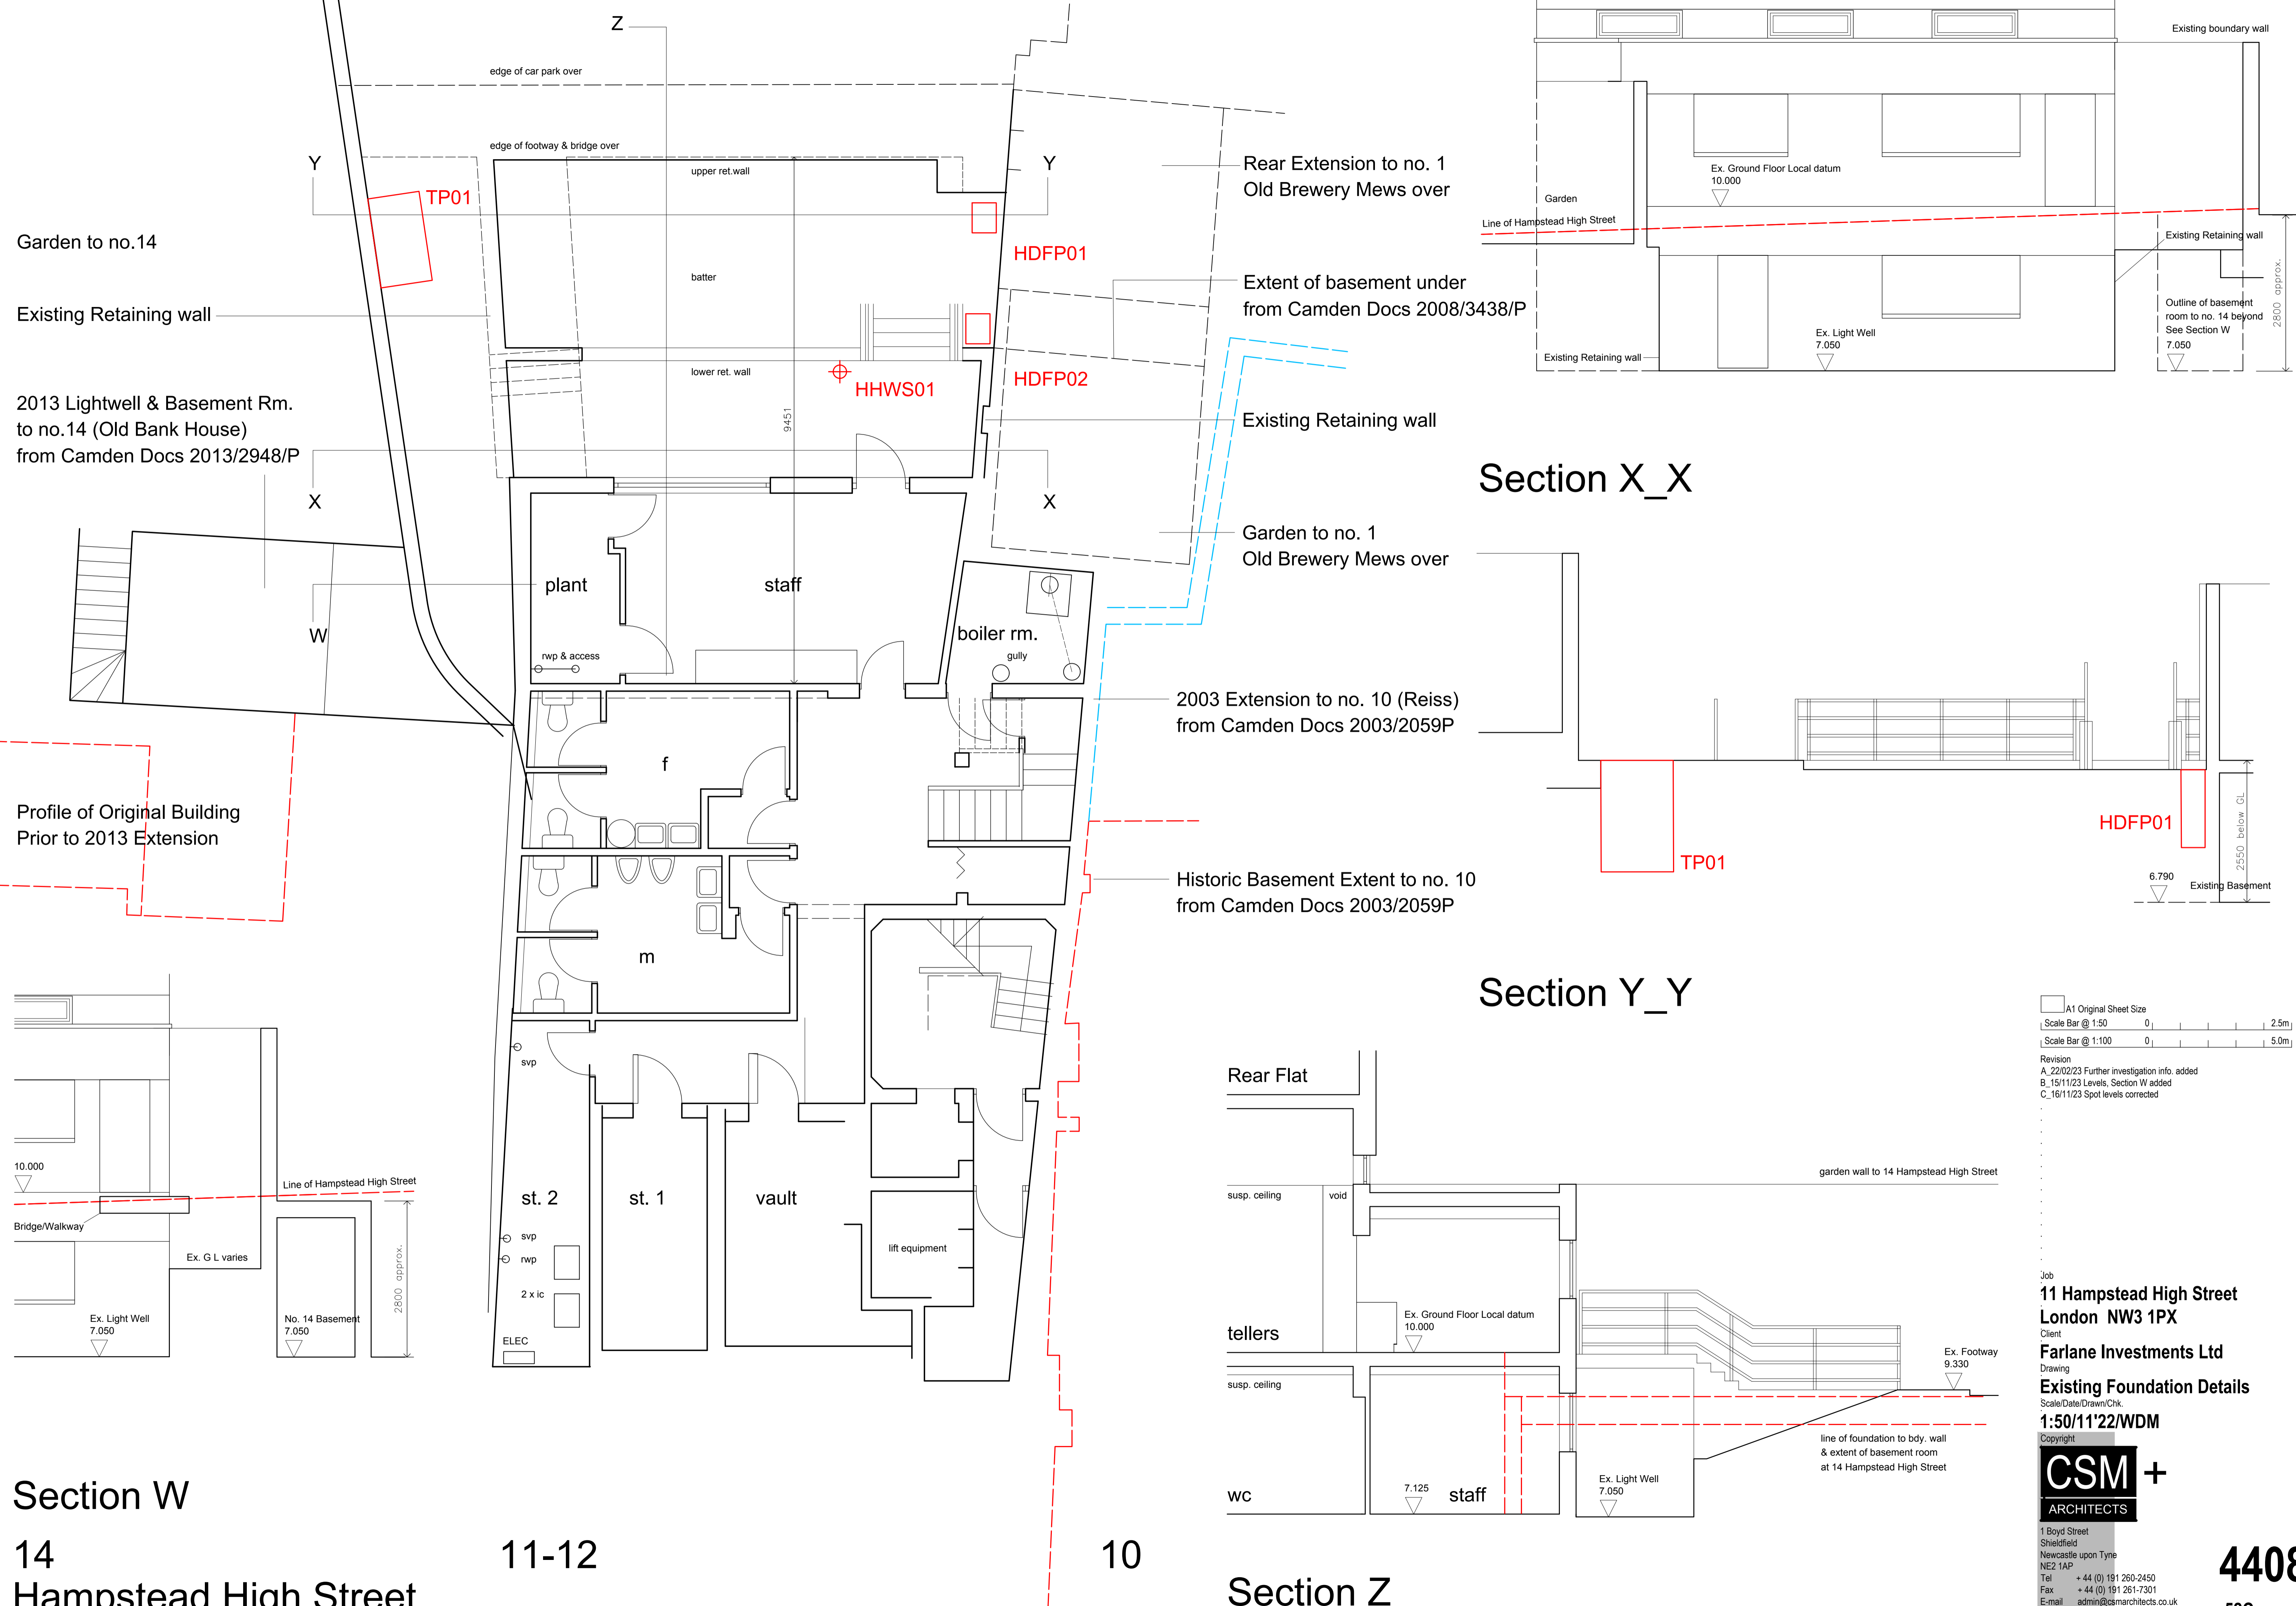 Z
edge of car park over
edge of footway & bridge over
Y
Y
upper ret.wall
TP01
Garden to no.14
HDFP01
batter
Existing Retaining wall
lower ret. wall
HHWS01
HDFP02
9451
2013 Lightwell & Basement Rm.
to no.14 (Old Bank House)
from Camden Docs 2013/2948/P
X
X
W
plant
staff
rwp & access
boiler rm.
gully
f
m
Profile of Original Building
Prior to 2013 Extension
svp
st. 2
st. 1
vault
svp
rwp
2 x ic
ELEC
lift equipment
Rear Extension to no. 1
Old Brewery Mews over
Extent of basement under
from Camden Docs 2008/3438/P
Existing Retaining wall
Garden to no. 1
Old Brewery Mews over
2003 Extension to no. 10 (Reiss)
from Camden Docs 2003/2059P
Historic Basement Extent to no. 10
from Camden Docs 2003/2059P
10.000
Line of Hampstead High Street
Bridge/Walkway
Ex. G L varies
2800 approx.
Ex. Light Well
7.050
No. 14 Basement
7.050
Section W
14
11-12
10
Hampstead High Street
Existing boundary wall
Ex. Ground Floor Local datum
10.000
Garden
Line of Hampstead High Street
Existing Retaining wall
2800 approx.
Outline of basement
room to no. 14 beyond
See Section W
7.050
Ex. Light Well
7.050
Existing Retaining wall
Section X_X
HDFP01
TP01
2550 below GL
6.790
Existing Basement
Section Y_Y
Rear Flat
garden wall to 14 Hampstead High Street
susp. ceiling
void
Ex. Ground Floor Local datum
10.000
tellers
Ex. Footway
9.330
susp. ceiling
line of foundation to bdy. wall
& extent of basement room
at 14 Hampstead High Street
Ex. Light Well
7.050
7.125
wc
staff
Section Z
A1 Original Sheet Size
Scale Bar @ 1:50 0 2.5m
Scale Bar @ 1:100 0 5.0m
Revision
A_22/02/23 Further investigation info. added
B_15/11/23 Levels, Section W added
C_16/11/23 Spot levels corrected
Job
11 Hampstead High Street
London NW3 1PX
Client
Farlane Investments Ltd
Drawing
Existing Foundation Details
Scale/Date/Drawn/Chk.
1:50/11'22/WDM
Copyright
CSM +
ARCHITECTS
1 Boyd Street
Shieldfield
Newcastle upon Tyne
NE2 1AP
Tel + 44 (0) 191 260-2450
Fax + 44 (0) 191 261-7301
E-mail admin@csmarchitects.co.uk
4408